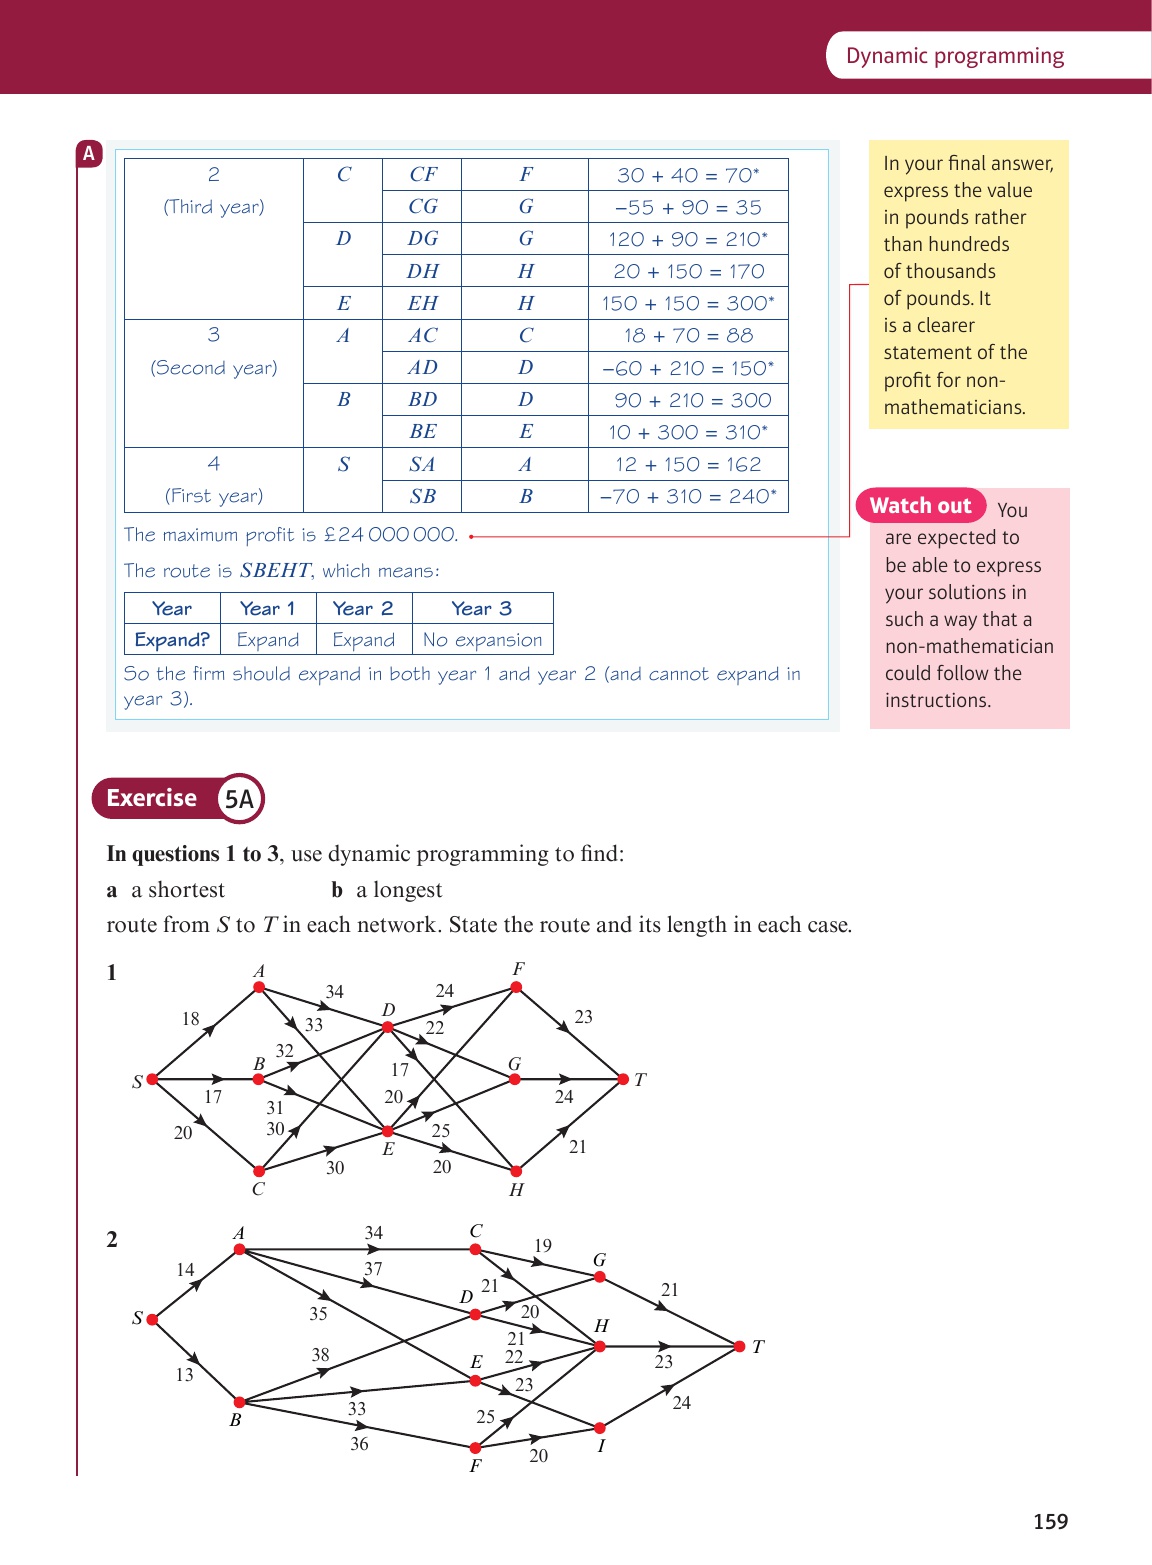 Dynamic programming
A
2 C CF F 30 + 40 = 70*
(Third year) CG G –55 + 90 = 35
D DG G 120 + 90 = 210*
DH H 20 + 150 = 170
E EH H 150 + 150 = 300*
3 A AC C 18 + 70 = 88
(Second year) AD D –60 + 210 = 150*
B BD D 90 + 210 = 300
BE E 10 + 300 = 310*
4 S SA A 12 + 150 = 162
(First year) SB B –70 + 310 = 240*
The maximum profit is £24 000 000.
The route is SBEHT, which means:
Year Year 1 Year 2 Year 3
Expand? Expand Expand No expansion
So the firm should expand in both year 1 and year 2 (and cannot expand in
year 3).
In your final answer,
express the value
in pounds rather
than hundreds
of thousands
of pounds. It
is a clearer
statement of the
profit for non-
mathematicians.
Watch out You
are expected to
be able to express
your solutions in
such a way that a
non-mathematician
could follow the
instructions.
Exercise 5A
In questions 1 to 3, use dynamic programming to find:
a a shortest b a longest
route from S to T in each network. State the route and its length in each case.
1
A F
34 24
D
18 33 22 23
32
B G
S T
17 17 24
31 20
20 30 25 21
E
30 20
C H
2
A 34 C
19
G
14 37 21 21
D
S 35 20
H
21
T
38 E 22 23
13 23
33 24
B 25
36 I
20
F
159